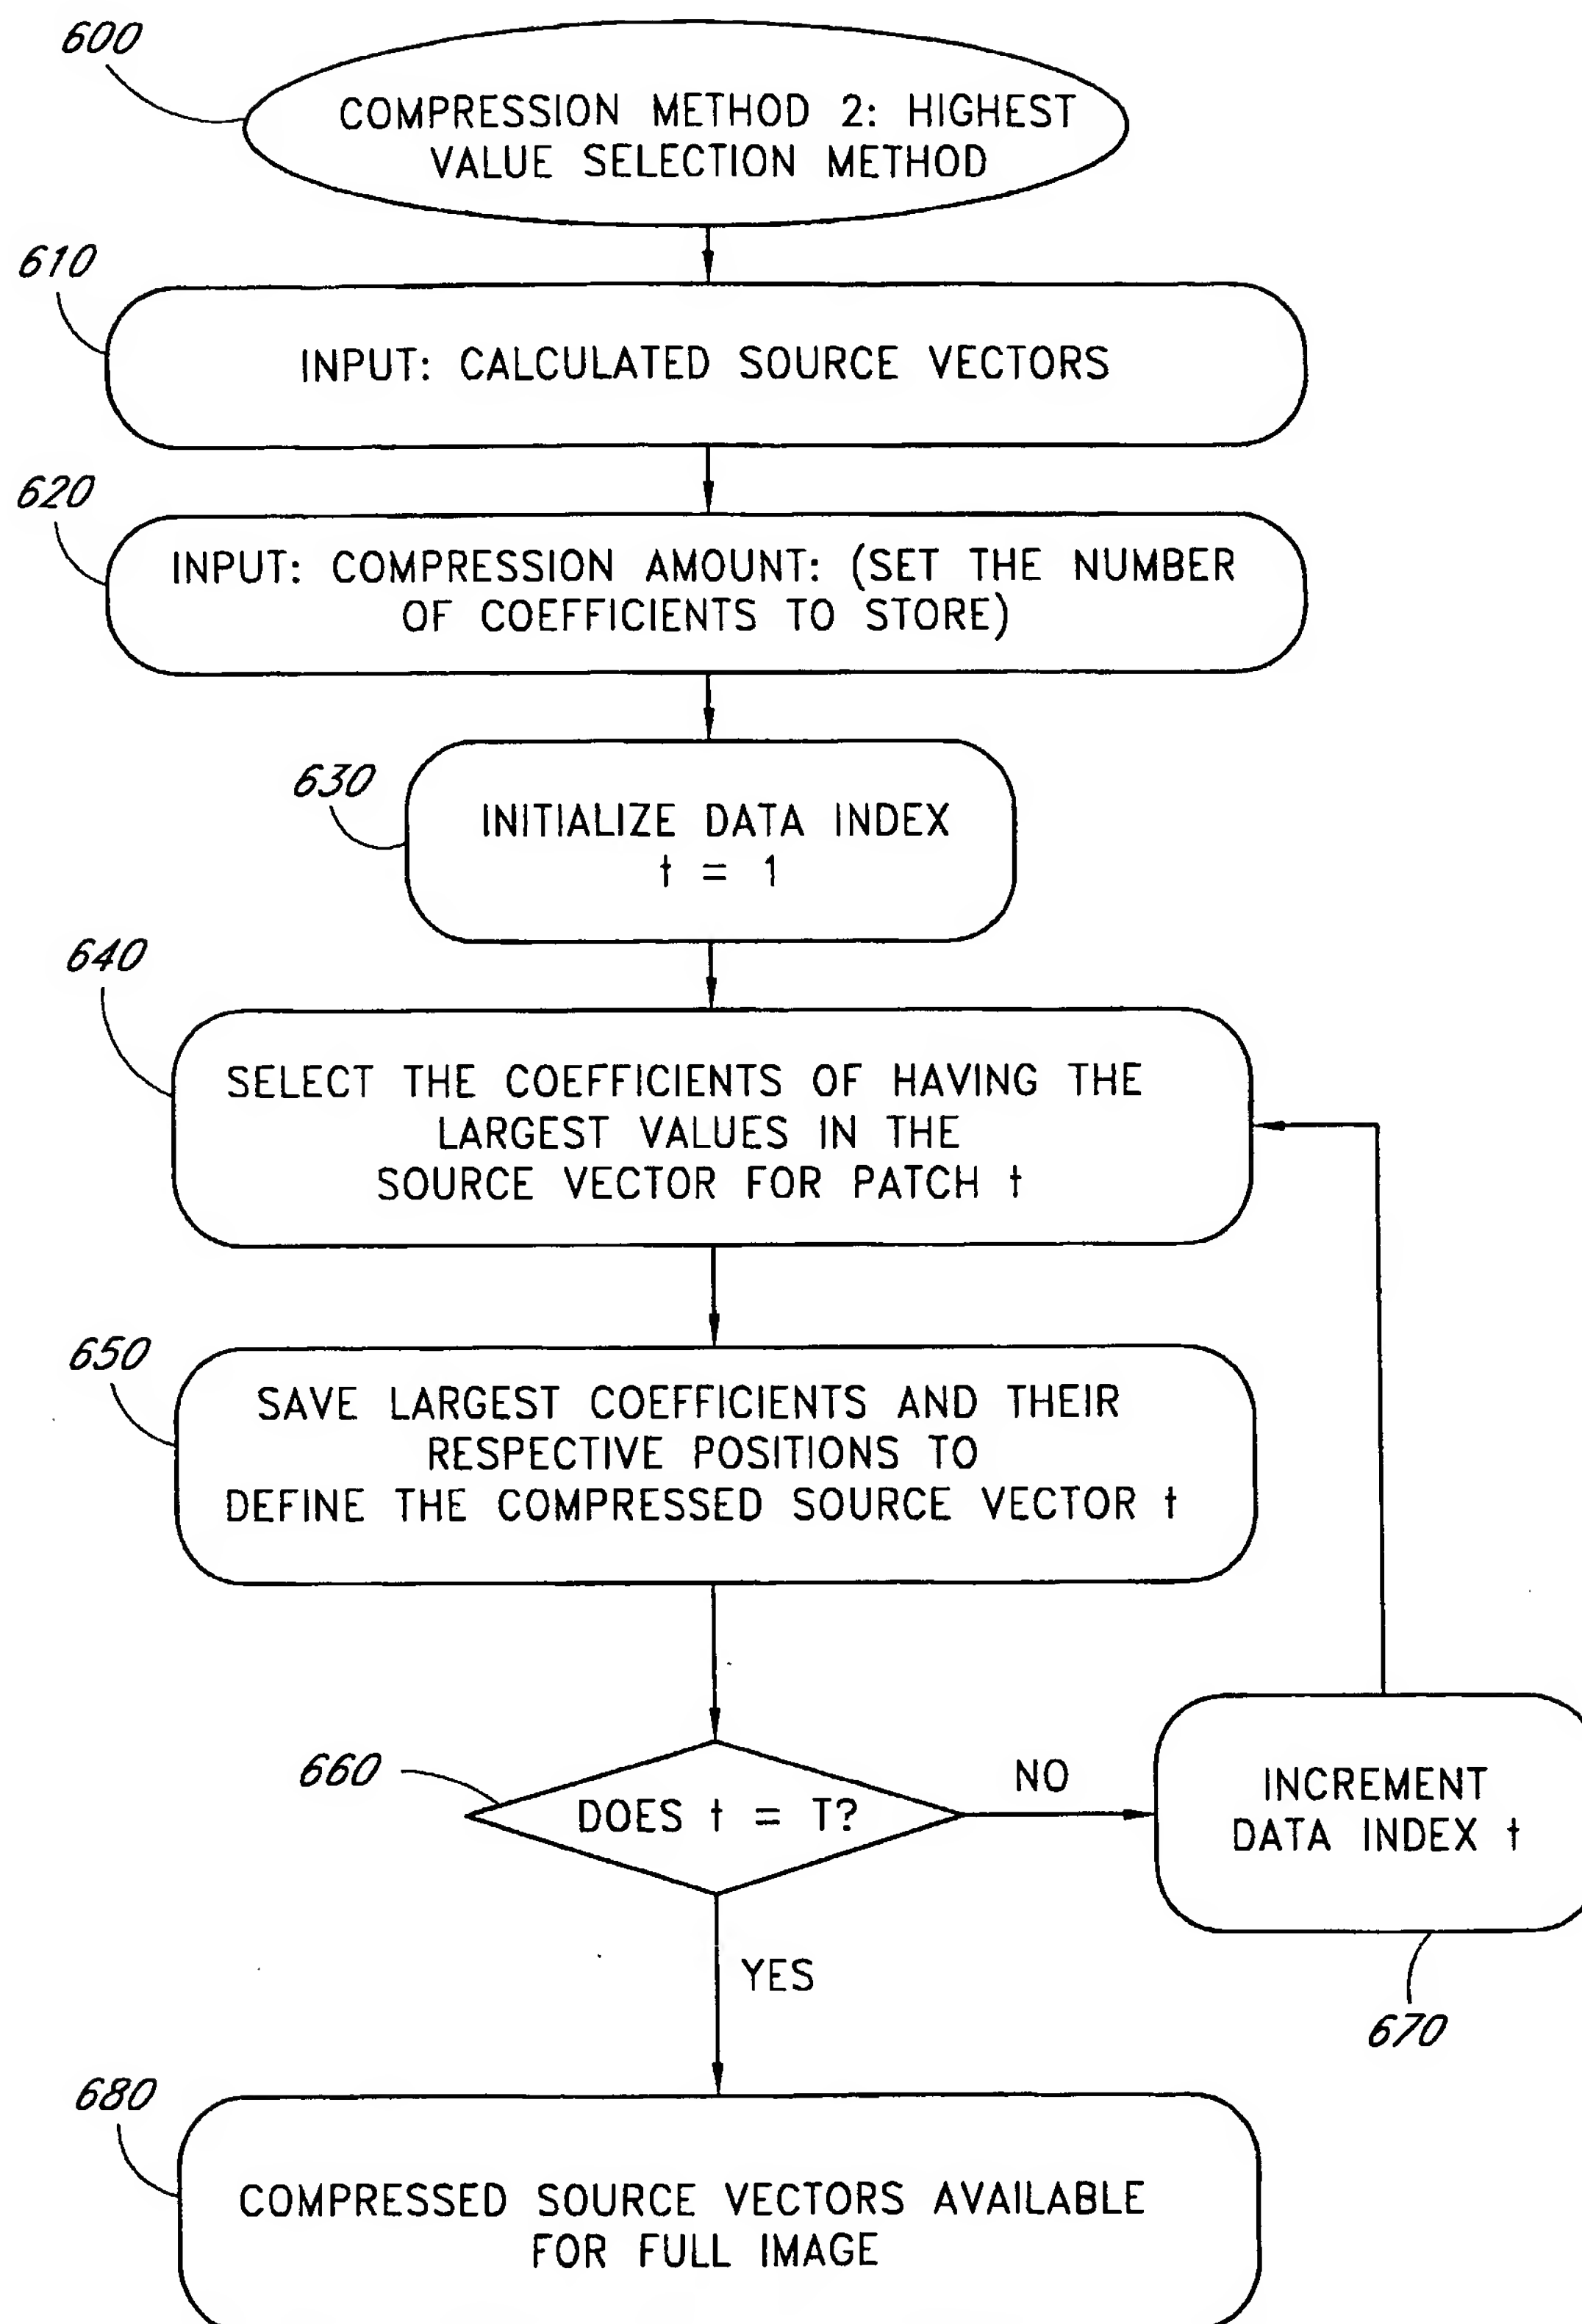 600
COMPRESSION METHOD 2: HIGHEST
VALUE SELECTION METHOD
610
INPUT: CALCULATED SOURCE VECTORS
620
INPUT: COMPRESSION AMOUNT: (SET THE NUMBER
OF COEFFICIENTS TO STORE)
630
INITIALIZE DATA INDEX
t = 1
640
SELECT THE COEFFICIENTS OF HAVING THE
LARGEST VALUES IN THE
SOURCE VECTOR FOR PATCH t
650
SAVE LARGEST COEFFICIENTS AND THEIR
RESPECTIVE POSITIONS TO
DEFINE THE COMPRESSED SOURCE VECTOR t
660
DOES t = T?
NO
INCREMENT
DATA INDEX t
670
YES
680
COMPRESSED SOURCE VECTORS AVAILABLE
FOR FULL IMAGE